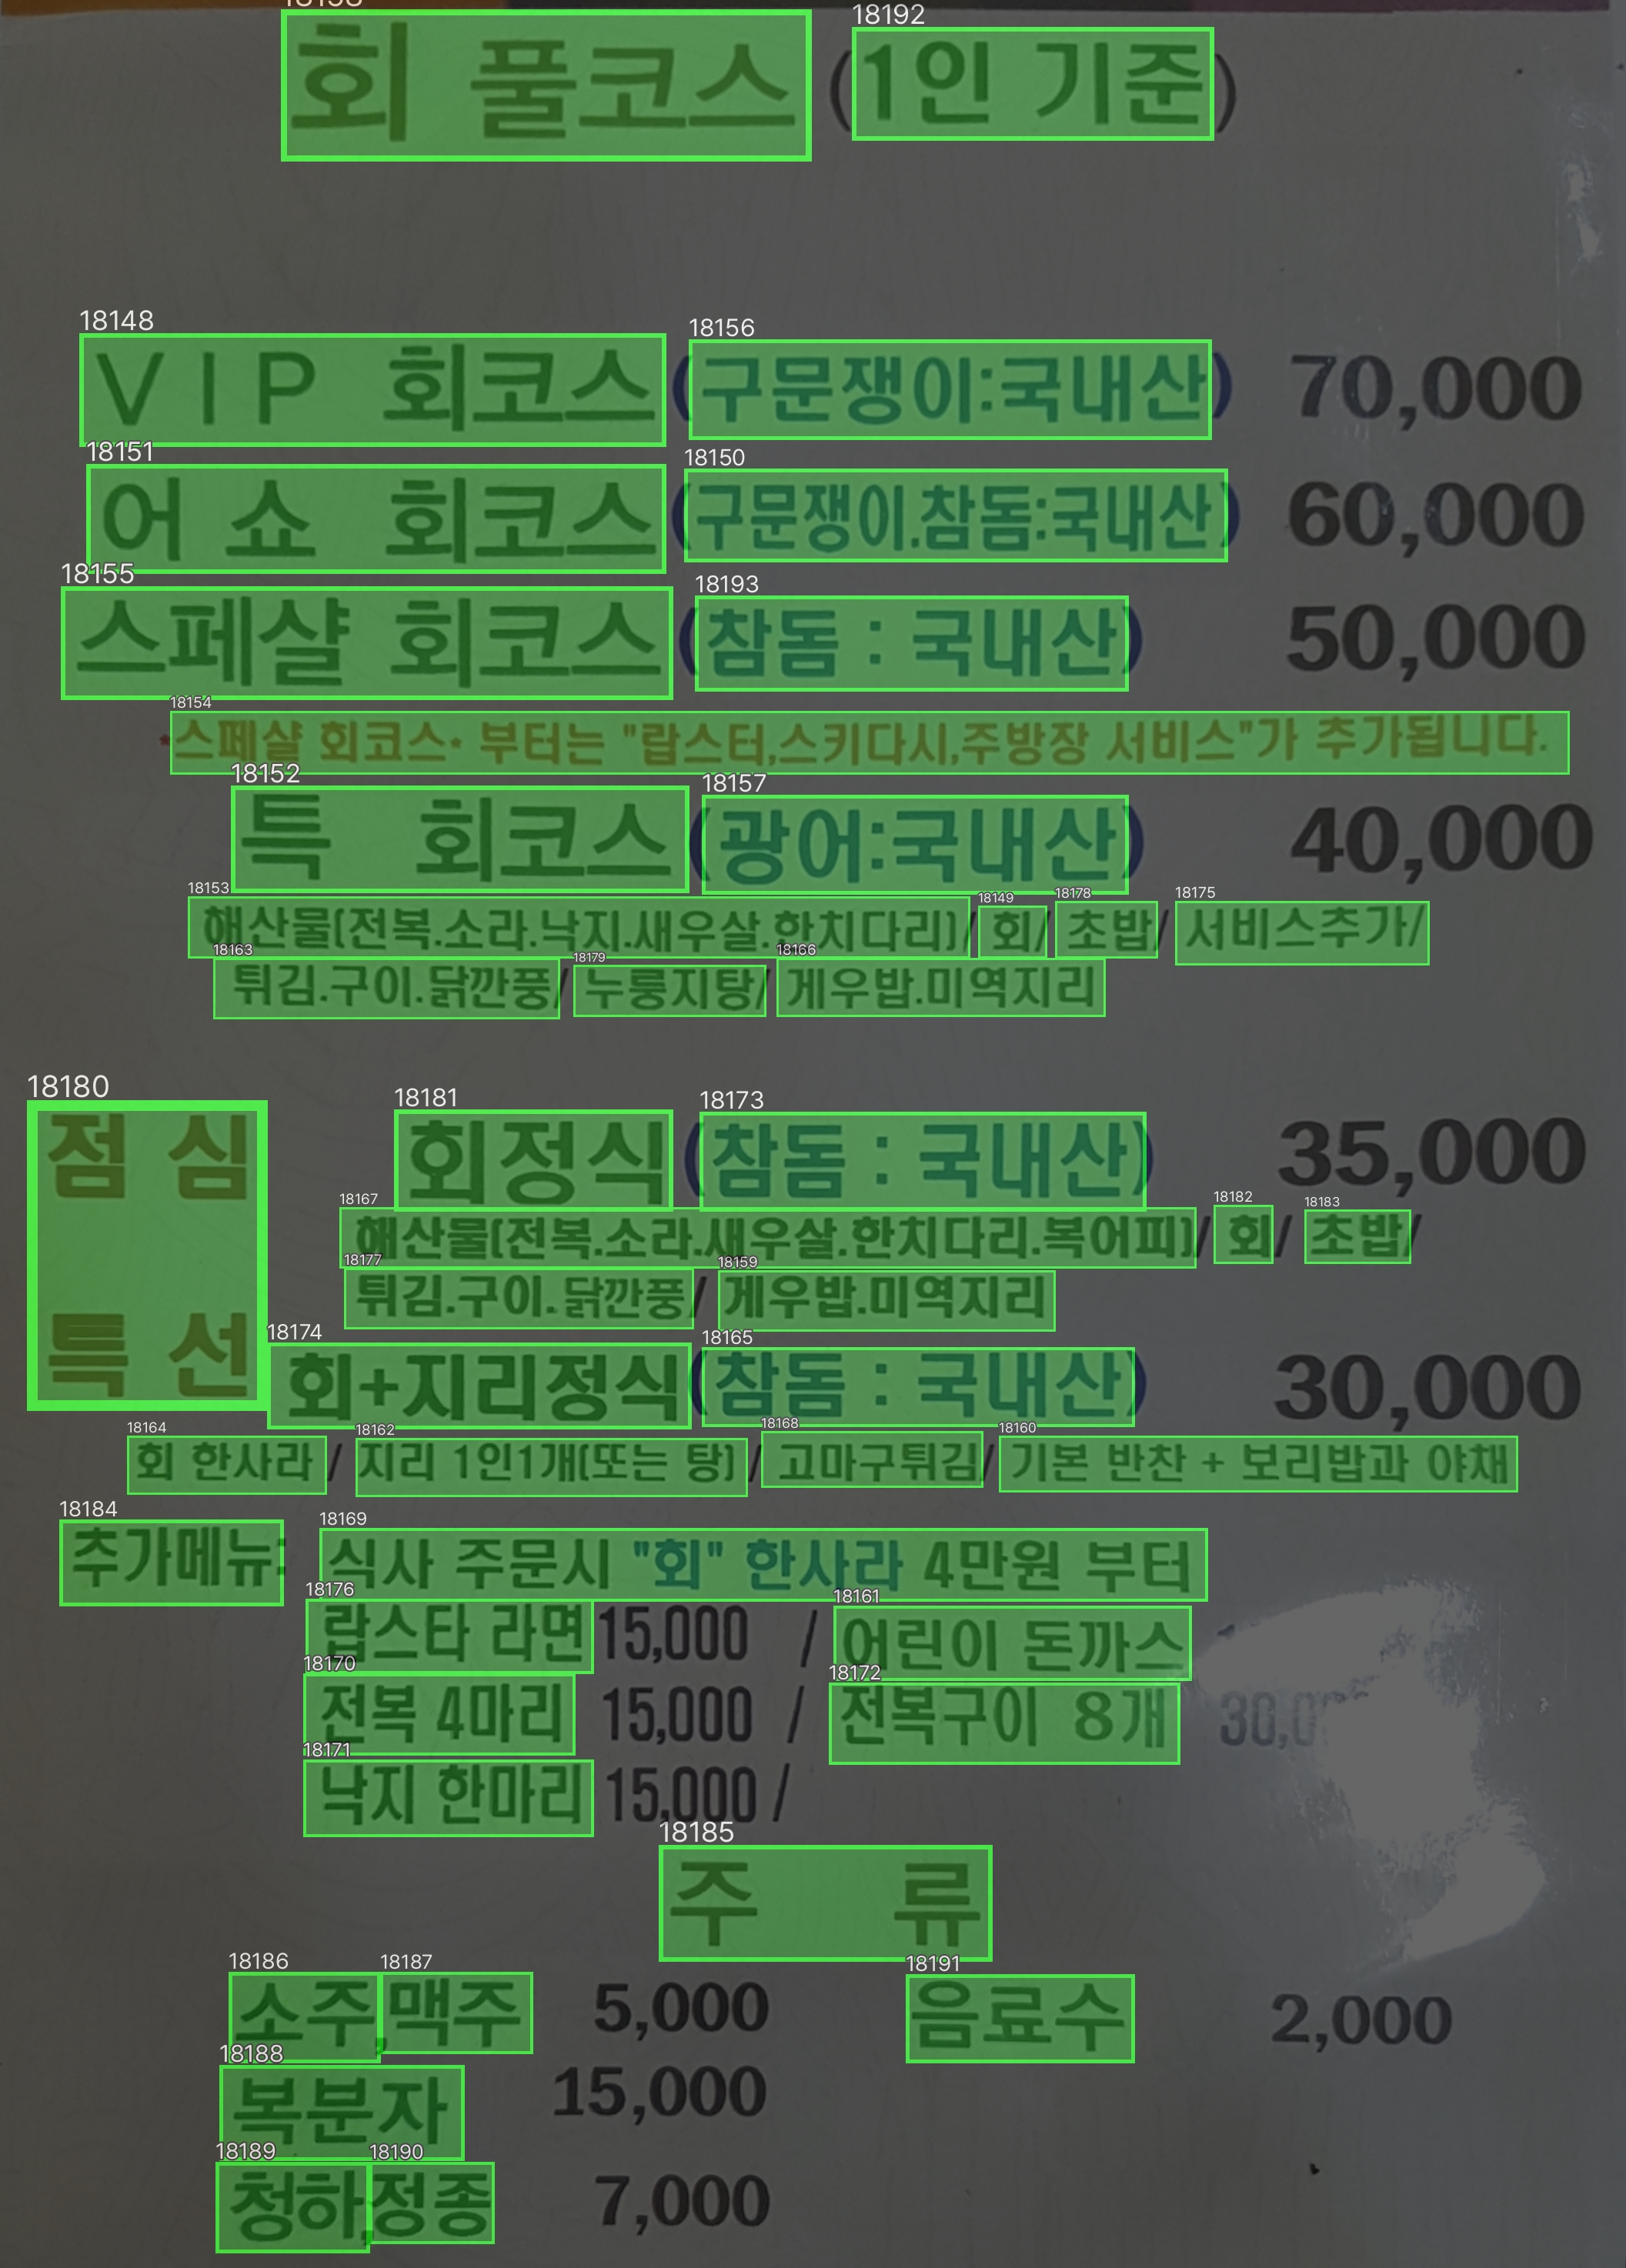 회 풀코스 (1인 기준)
VIP 회코스 (구문쟁이:국내산) 70,000
어쇼 회코스 (구문쟁이.참돔:국내산) 60,000
스페샬 회코스 (참돔 : 국내산) 50,000
*스페샬 회코스* 부터는 "랍스터,스키다시,주방장 서비스"가 추가됩니다.
특 회코스 (광어:국내산) 40,000
해산물(전복.소라.낙지.새우살.한치다리)/ 회/ 초밥/ 서비스추가/
튀김.구이.닭깐풍/ 누룽지탕/ 게우밥.미역지리
점심
특선
회정식 (참돔 : 국내산) 35,000
해산물(전복.소라.새우살.한치다리.복어피)/ 회/ 초밥/
튀김.구이.닭깐풍/ 게우밥.미역지리
회+지리정식 (참돔 : 국내산) 30,000
회 한사라 / 지리 1인1개(또는 탕) / 고마구튀김/ 기본 반찬 + 보리밥과 야채
추가메뉴: 식사 주문시 "회" 한사라 4만원 부터
랍스타 라면 15,000 / 어린이 돈까스
전복 4마리 15,000 / 전복구이 8개
낙지 한마리 15,000 /
주 류
소주,맥주 5,000 음료수 2,000
복분자 15,000
청하,정종 7,000